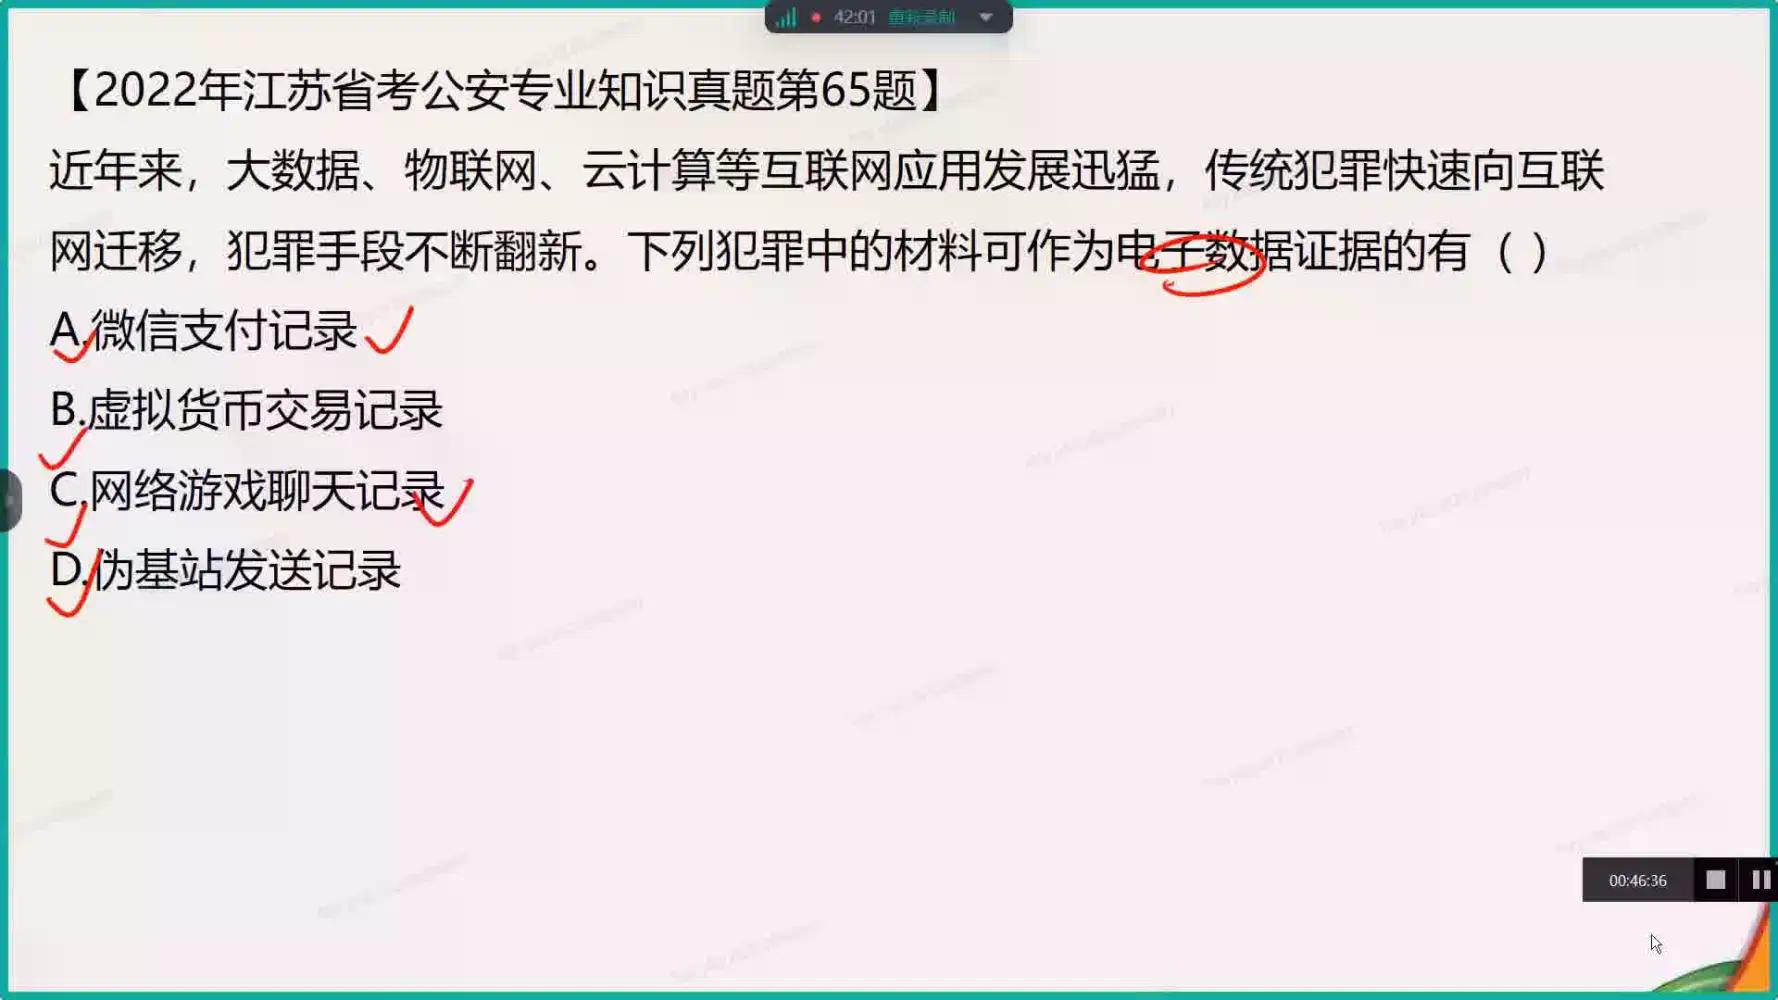 42:01 重新录制
【2022年江苏省考公安专业知识真题第65题】
近年来，大数据、物联网、云计算等互联网应用发展迅猛，传统犯罪快速向互联
网迁移，犯罪手段不断翻新。下列犯罪中的材料可作为电子数据证据的有（ ）
A.微信支付记录
B.虚拟货币交易记录
C.网络游戏聊天记录
D.伪基站发送记录
00:46:36